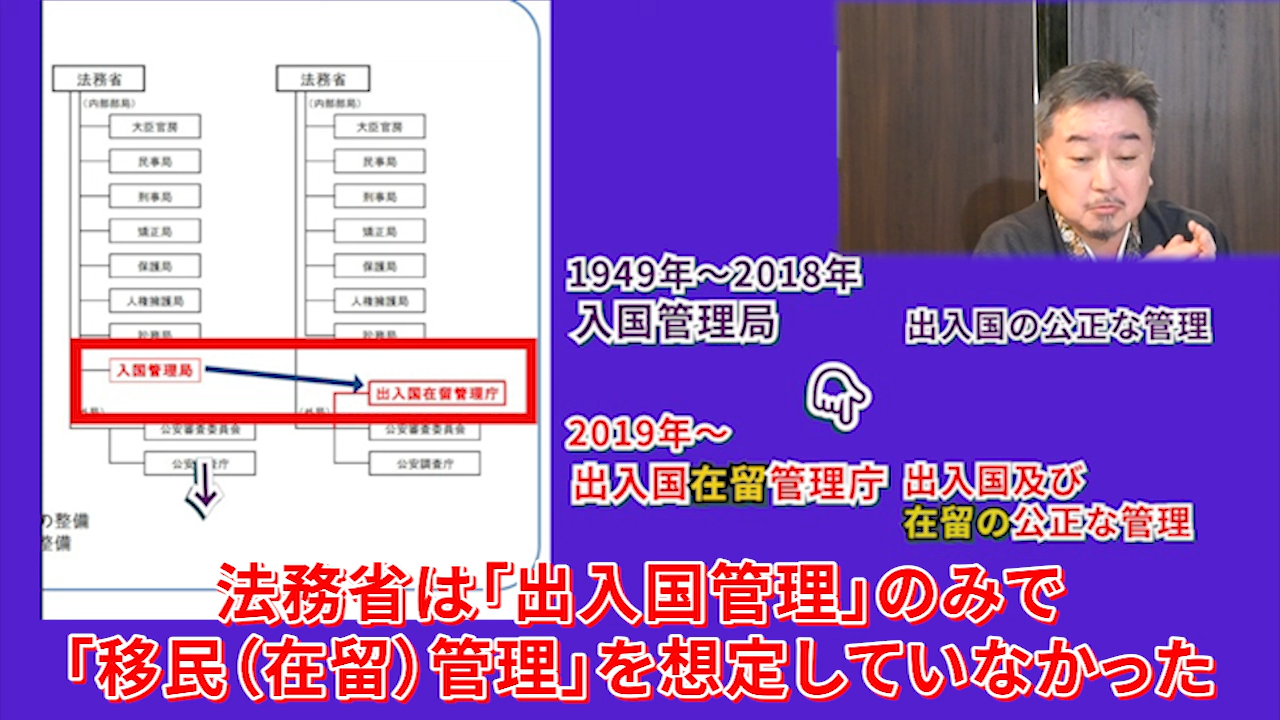 法務省
(内部部局)
大臣官房
民事局
刑事局
矯正局
保護局
人権擁護局
訟務局
入国管理局
公安審査委員会
公安
庁
法務省
(内部部局)
大臣官房
民事局
刑事局
矯正局
保護局
人権擁護局
訟務局
出入国在留管理庁
公安審査委員会
公安調査庁
の整備
整備
1949年～2018年
入国管理局
出入国の公正な管理
2019年～
出入国在留管理庁
出入国及び
在留の公正な管理
法務省は「出入国管理」のみで
「移民(在留)管理」を想定していなかった